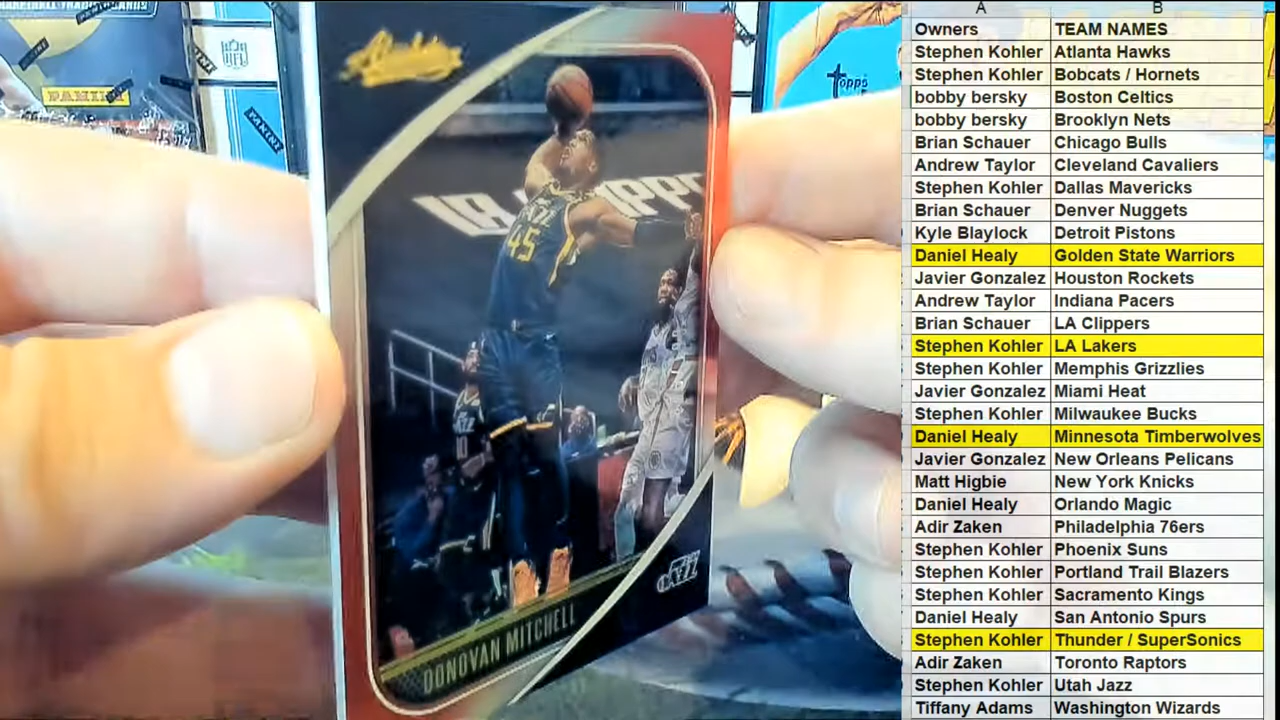 PANINI
NFL
PANINI
topps
Absolute
JAZZ
45
JAZZ
10
DONOVAN MITCHELL
JAZZ
A B
Owners TEAM NAMES
Stephen Kohler Atlanta Hawks
Stephen Kohler Bobcats / Hornets
bobby bersky Boston Celtics
bobby bersky Brooklyn Nets
Brian Schauer Chicago Bulls
Andrew Taylor Cleveland Cavaliers
Stephen Kohler Dallas Mavericks
Brian Schauer Denver Nuggets
Kyle Blaylock Detroit Pistons
Daniel Healy Golden State Warriors
Javier Gonzalez Houston Rockets
Andrew Taylor Indiana Pacers
Brian Schauer LA Clippers
Stephen Kohler LA Lakers
Stephen Kohler Memphis Grizzlies
Javier Gonzalez Miami Heat
Stephen Kohler Milwaukee Bucks
Daniel Healy Minnesota Timberwolves
Javier Gonzalez New Orleans Pelicans
Matt Higbie New York Knicks
Daniel Healy Orlando Magic
Adir Zaken Philadelphia 76ers
Stephen Kohler Phoenix Suns
Stephen Kohler Portland Trail Blazers
Stephen Kohler Sacramento Kings
Daniel Healy San Antonio Spurs
Stephen Kohler Thunder / SuperSonics
Adir Zaken Toronto Raptors
Stephen Kohler Utah Jazz
Tiffany Adams Washington Wizards